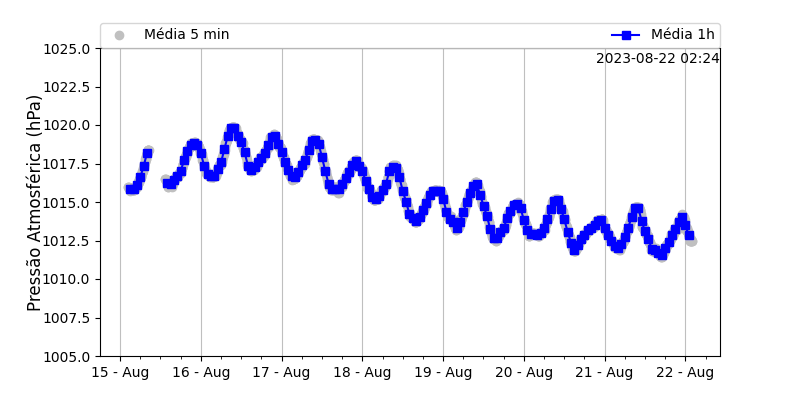 Média 5 min
Média 1h
2023-08-22 02:24
Pressão Atmosférica (hPa)
1025.0
1022.5
1020.0
1017.5
1015.0
1012.5
1010.0
1007.5
1005.0
15 - Aug
16 - Aug
17 - Aug
18 - Aug
19 - Aug
20 - Aug
21 - Aug
22 - Aug